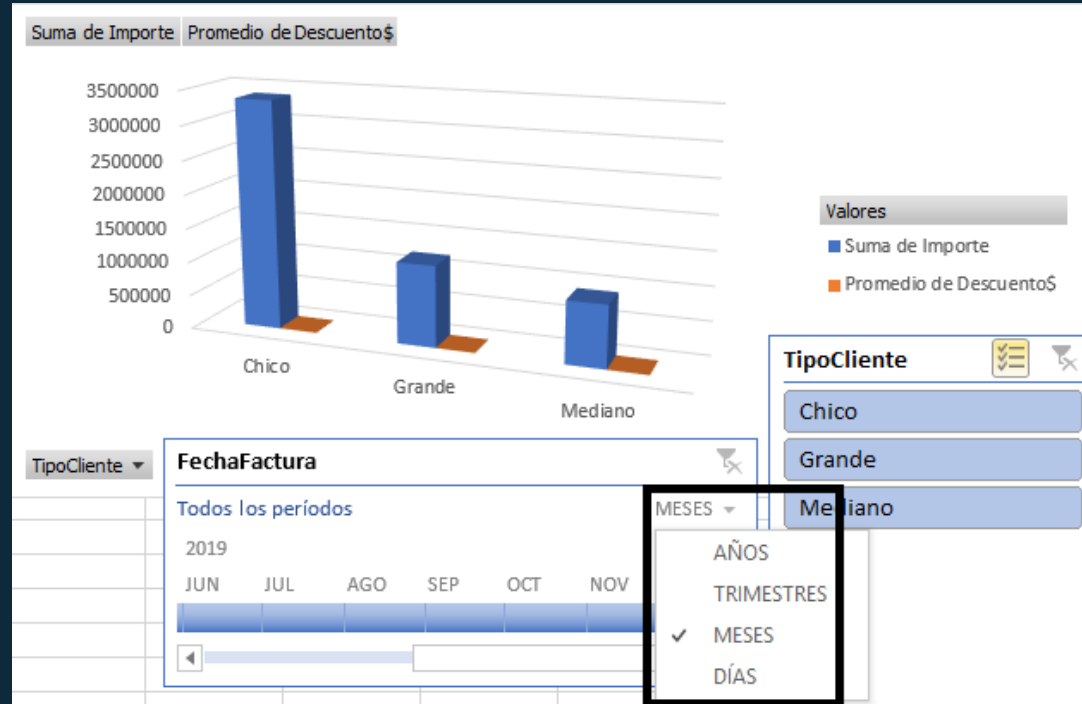 Suma de Importe Promedio de Descuento$
3500000
3000000
2500000
2000000
1500000
1000000
500000
0
Chico
Grande
Mediano
Valores
Suma de Importe
Promedio de Descuento$
TipoCliente
Chico
Grande
Mediano
TipoCliente
FechaFactura
Todos los períodos
MESES
2019
JUN JUL AGO SEP OCT NOV
AÑOS
TRIMESTRES
MESES
DÍAS